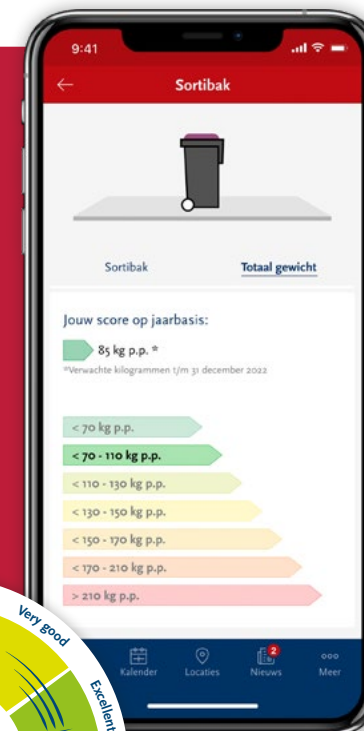 9:41
Sortibak
Sortibak
Totaal gewicht
Jouw score op jaarbasis:
85 kg p.p. *
*Verwachte kilogrammen t/m 31 december 2022
< 70 kg p.p.
< 70 - 110 kg p.p.
< 110 - 130 kg p.p.
< 130 - 150 kg p.p.
< 150 - 170 kg p.p.
< 170 - 210 kg p.p.
> 210 kg p.p.
Very good
Excellent
2
Kalender
Locaties
Nieuws
Meer